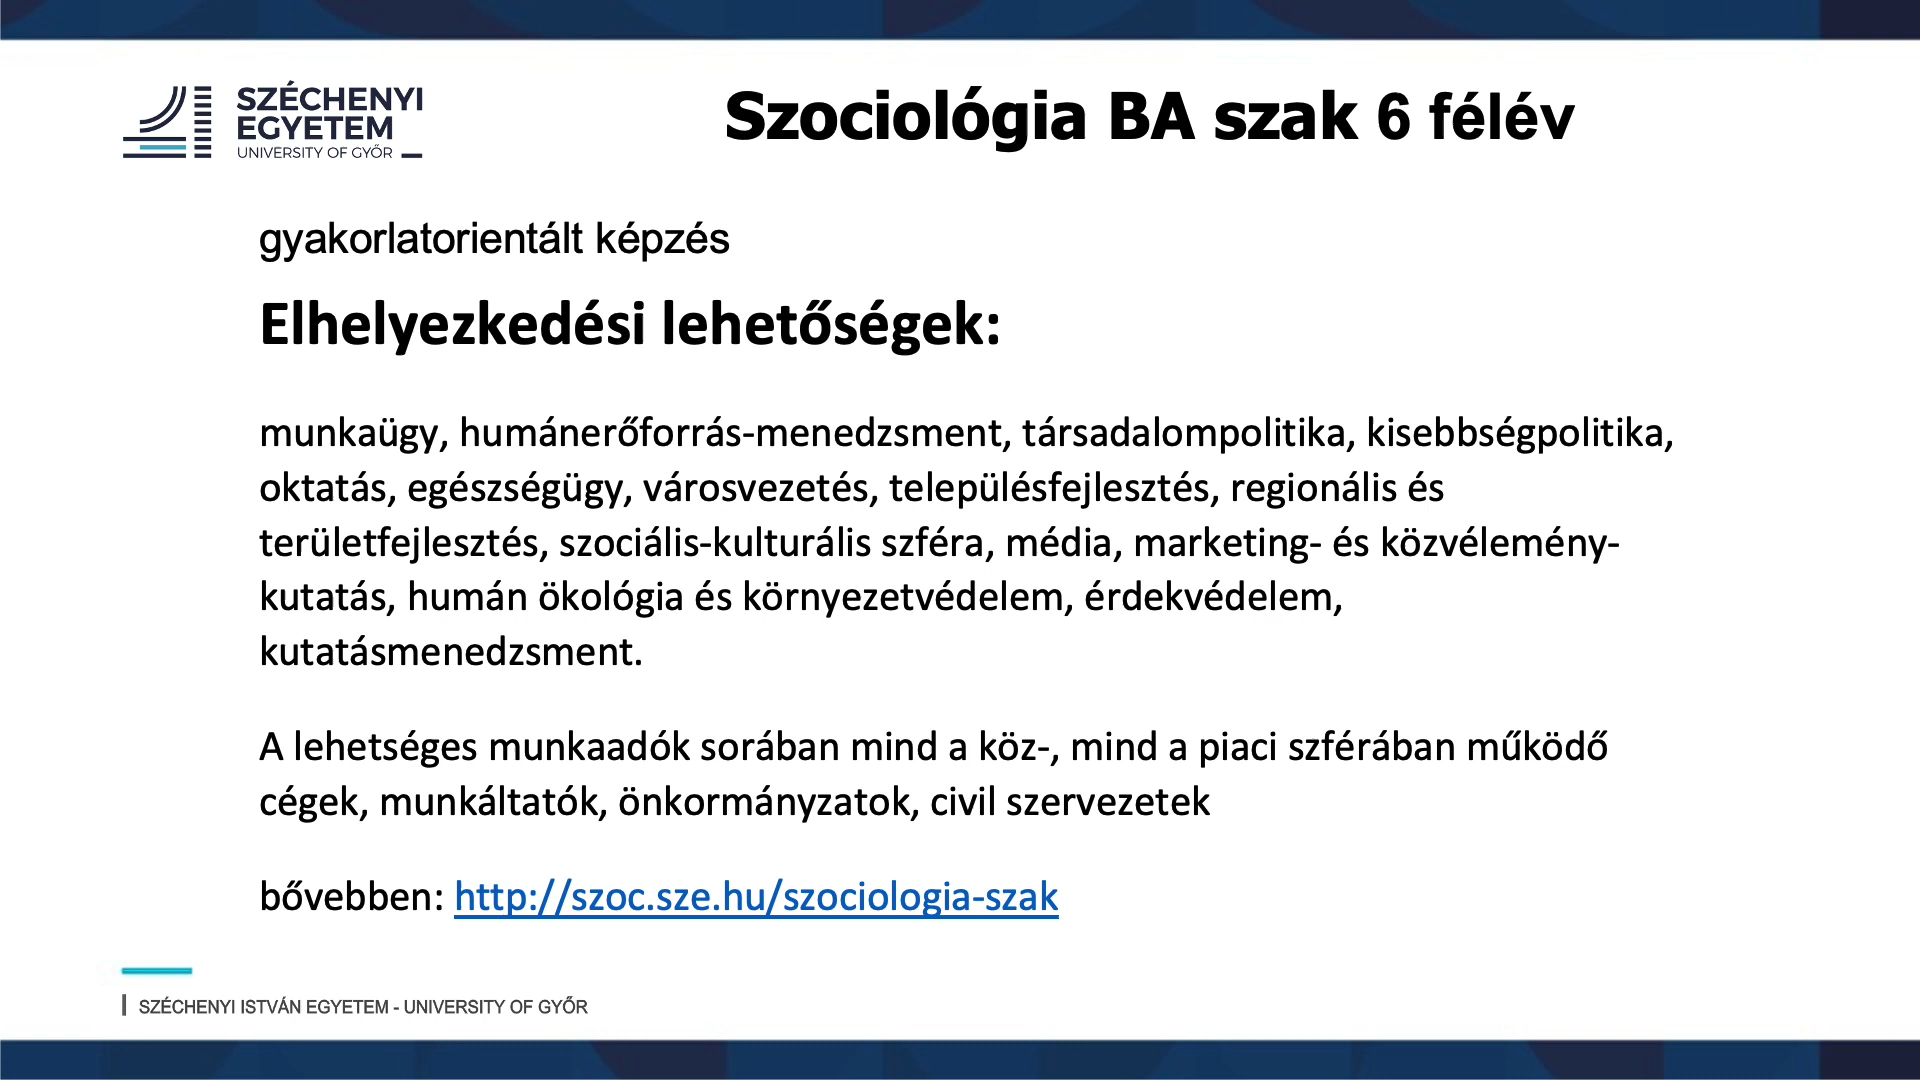 SZÉCHENYI
EGYETEM
UNIVERSITY OF GYŐR
Szociológia BA szak 6 félév
gyakorlatorientált képzés
Elhelyezkedési lehetőségek:
munkaügy, humánerőforrás-menedzsment, társadalompolitika, kisebbségpolitika,
oktatás, egészségügy, városvezetés, településfejlesztés, regionális és
területfejlesztés, szociális-kulturális szféra, média, marketing- és közvélemény-
kutatás, humán ökológia és környezetvédelem, érdekvédelem,
kutatásmenedzsment.
A lehetséges munkaadók sorában mind a köz-, mind a piaci szférában működő
cégek, munkáltatók, önkormányzatok, civil szervezetek
bővebben: http://szoc.sze.hu/szociologia-szak
SZÉCHENYI ISTVÁN EGYETEM - UNIVERSITY OF GYŐR